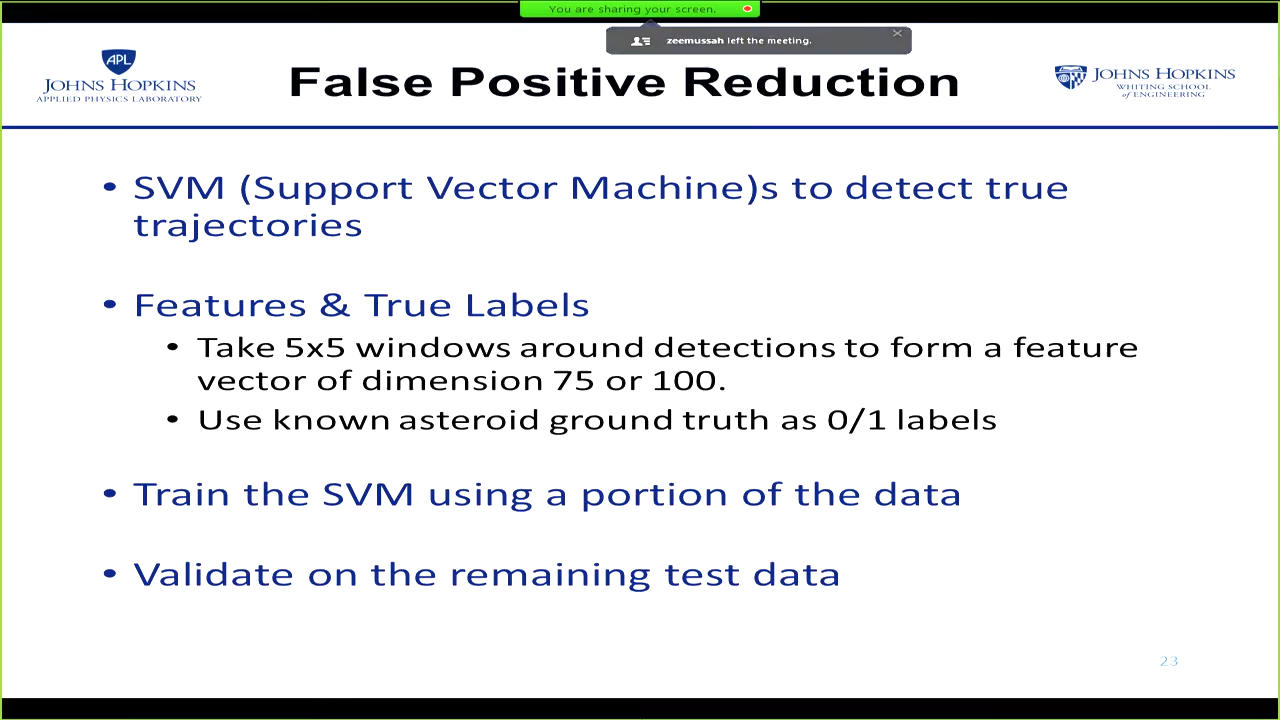 You are sharing your screen.
zeemussah left the meeting.
APL
JOHNS HOPKINS
APPLIED PHYSICS LABORATORY
False Positive Reduction
JOHNS HOPKINS
WHITING SCHOOL
of ENGINEERING
• SVM (Support Vector Machine)s to detect true
trajectories
• Features & True Labels
• Take 5x5 windows around detections to form a feature
vector of dimension 75 or 100.
• Use known asteroid ground truth as 0/1 labels
• Train the SVM using a portion of the data
• Validate on the remaining test data
23